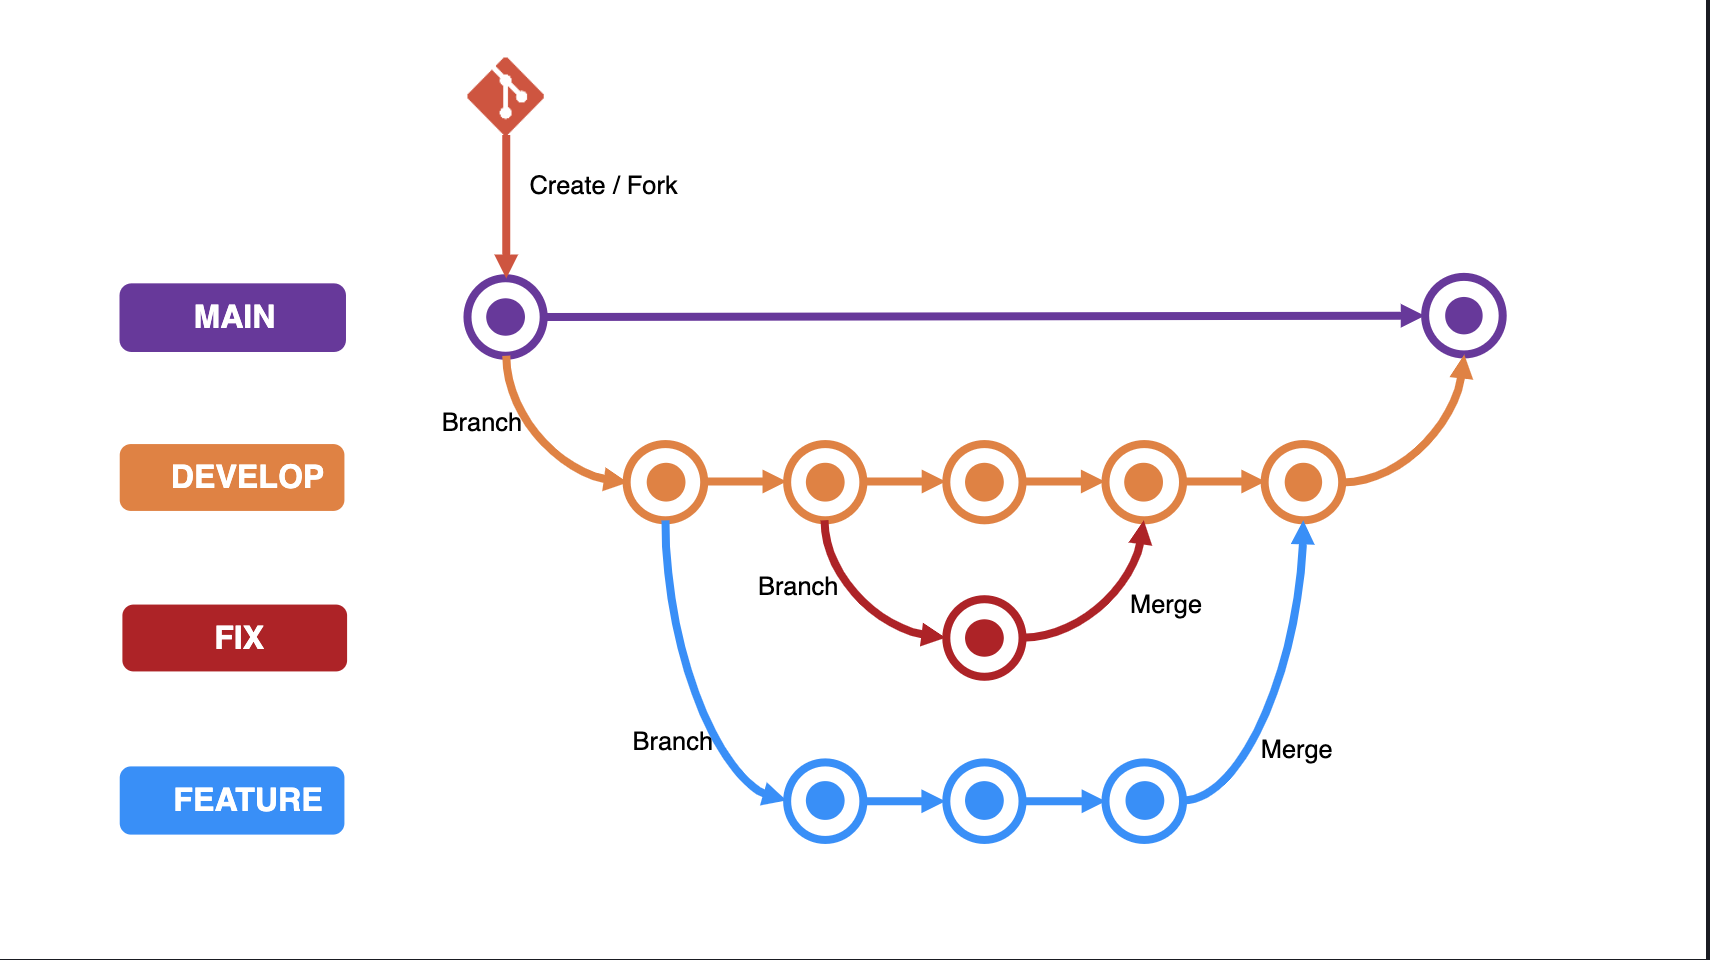 Create / Fork
MAIN
Branch
DEVELOP
Branch
Merge
FIX
Branch
Merge
FEATURE